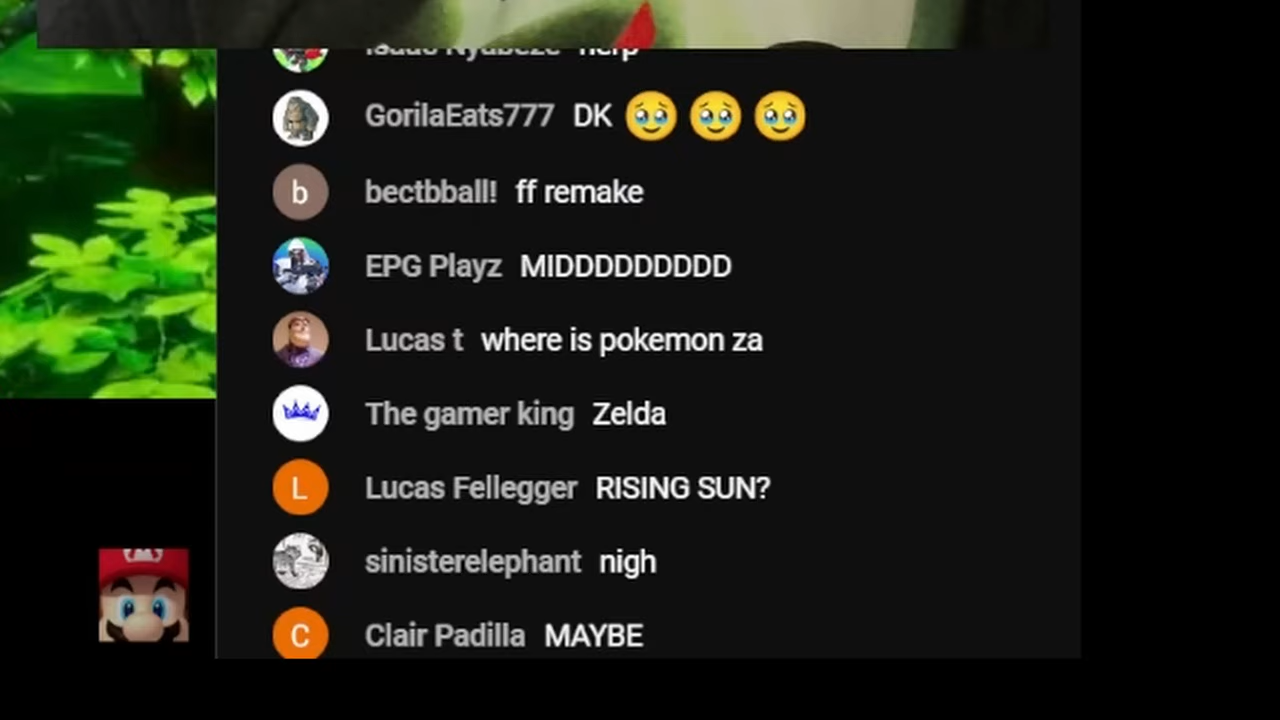 GorilaEats777 DK 🥹 🥹 🥹
b bectbball! ff remake
EPG Playz MIDDDDDDDDD
Lucas t where is pokemon za
The gamer king Zelda
L Lucas Fellegger RISING SUN?
sinisterelephant nigh
M
C Clair Padilla MAYBE